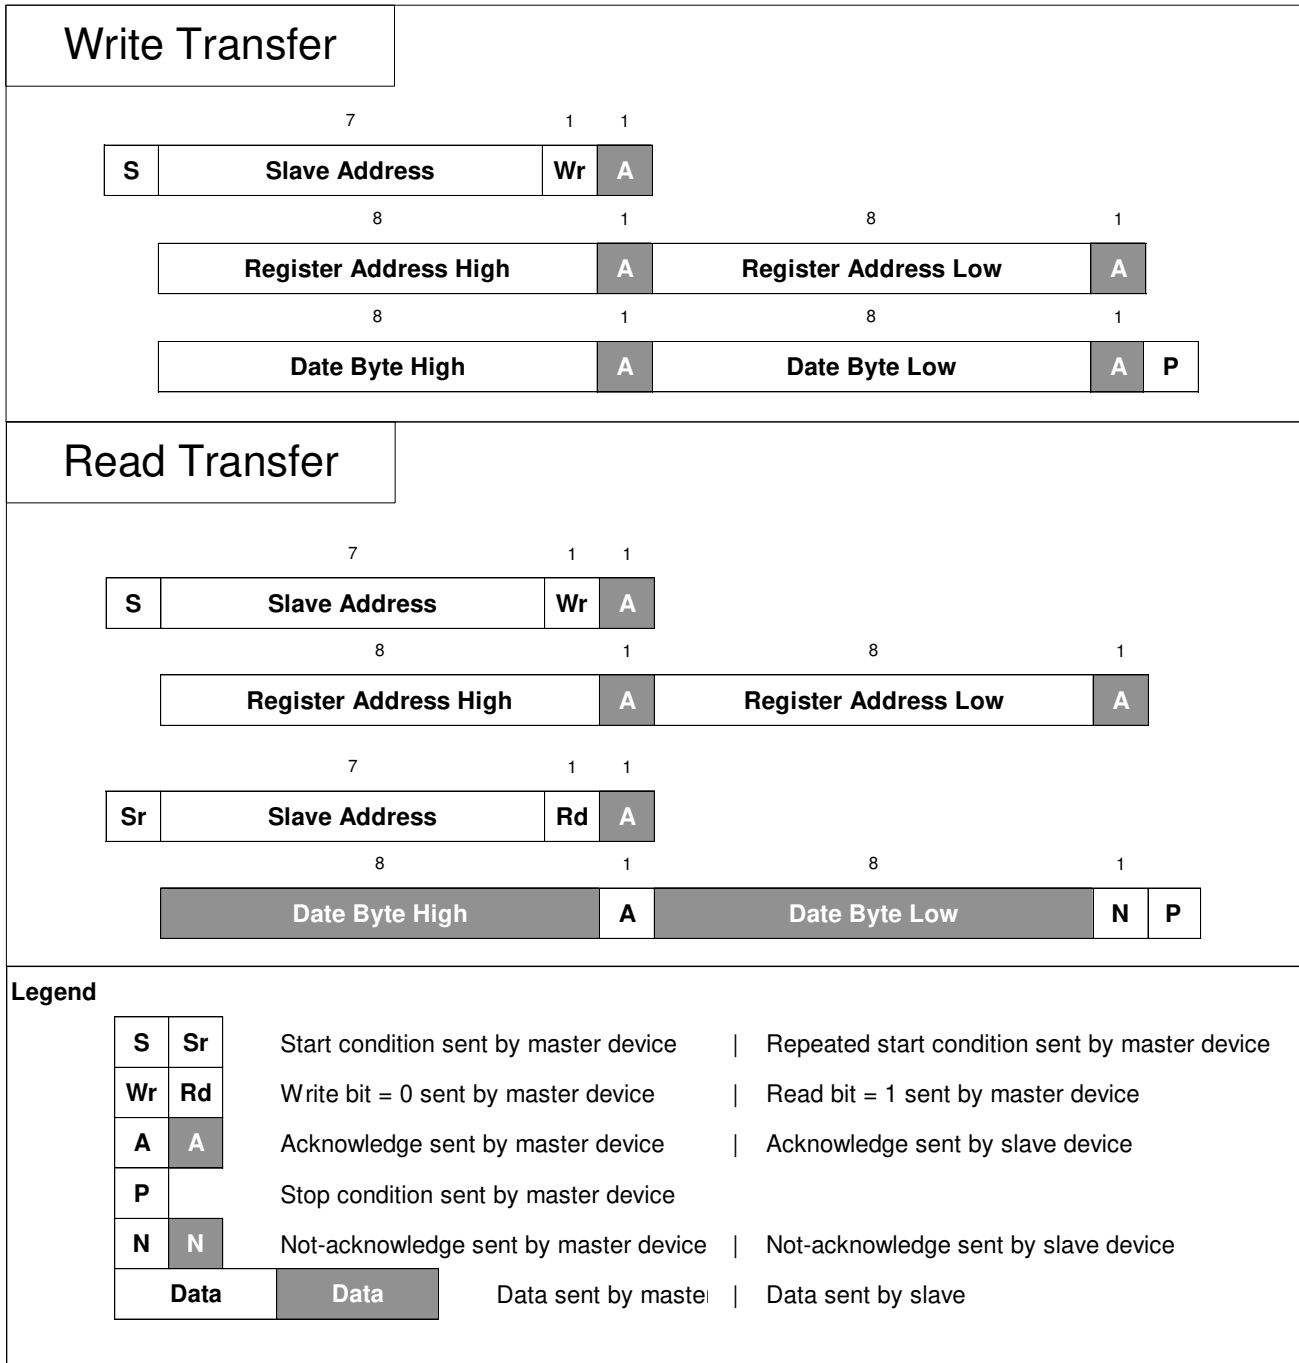 Write Transfer
7 1 1
S Slave Address Wr A
8 1 8 1
Register Address High A Register Address Low A
8 1 8 1
Date Byte High A Date Byte Low A P
Read Transfer
7 1 1
S Slave Address Wr A
8 1 8 1
Register Address High A Register Address Low A
7 1 1
Sr Slave Address Rd A
8 1 8 1
Date Byte High A Date Byte Low N P
Legend
S Sr Start condition sent by master device | Repeated start condition sent by master device
Wr Rd Write bit = 0 sent by master device | Read bit = 1 sent by master device
A A Acknowledge sent by master device | Acknowledge sent by slave device
P Stop condition sent by master device
N N Not-acknowledge sent by master device | Not-acknowledge sent by slave device
Data Data Data sent by maste | Data sent by slave